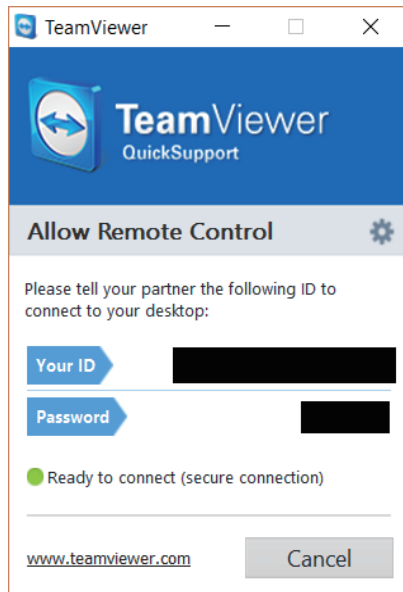 TeamViewer
TeamViewer
QuickSupport
Allow Remote Control
Please tell your partner the following ID to
connect to your desktop:
Your ID
Password
Ready to connect (secure connection)
www.teamviewer.com
Cancel